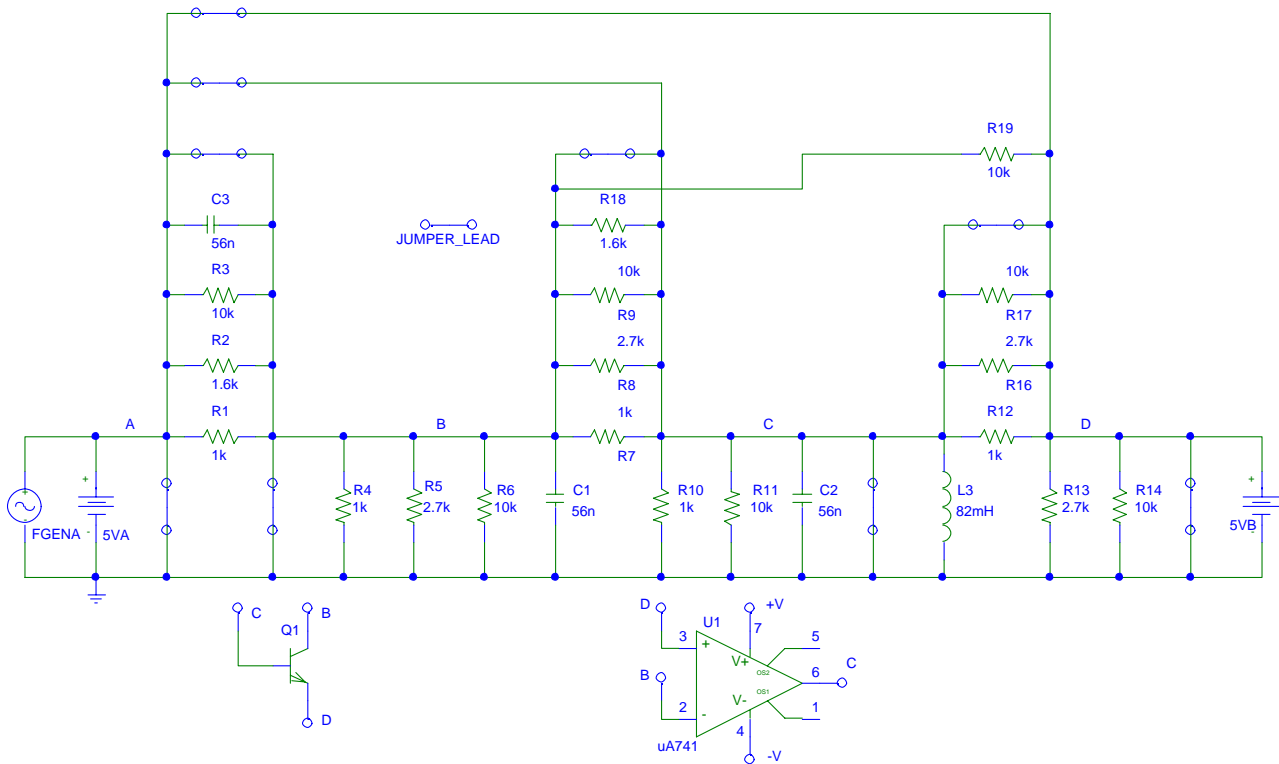 R19
10k
C3
56n
R18
1.6k
JUMPER_LEAD
R3
10k
10k
R9
10k
R17
R2
1.6k
2.7k
R8
2.7k
R16
A
R1
1k
B
1k
R7
C
R12
1k
D
+
-
FGENA
+
-
5VA
R4
1k
R5
2.7k
R6
10k
C1
56n
R10
1k
R11
10k
C2
56n
L3
82mH
R13
2.7k
R14
10k
+
-
5VB
C
B
Q1
D
D
U1
+V
3
+
7
5
V+
OS2
B
6
C
V-
OS1
2
-
1
4
uA741
-V